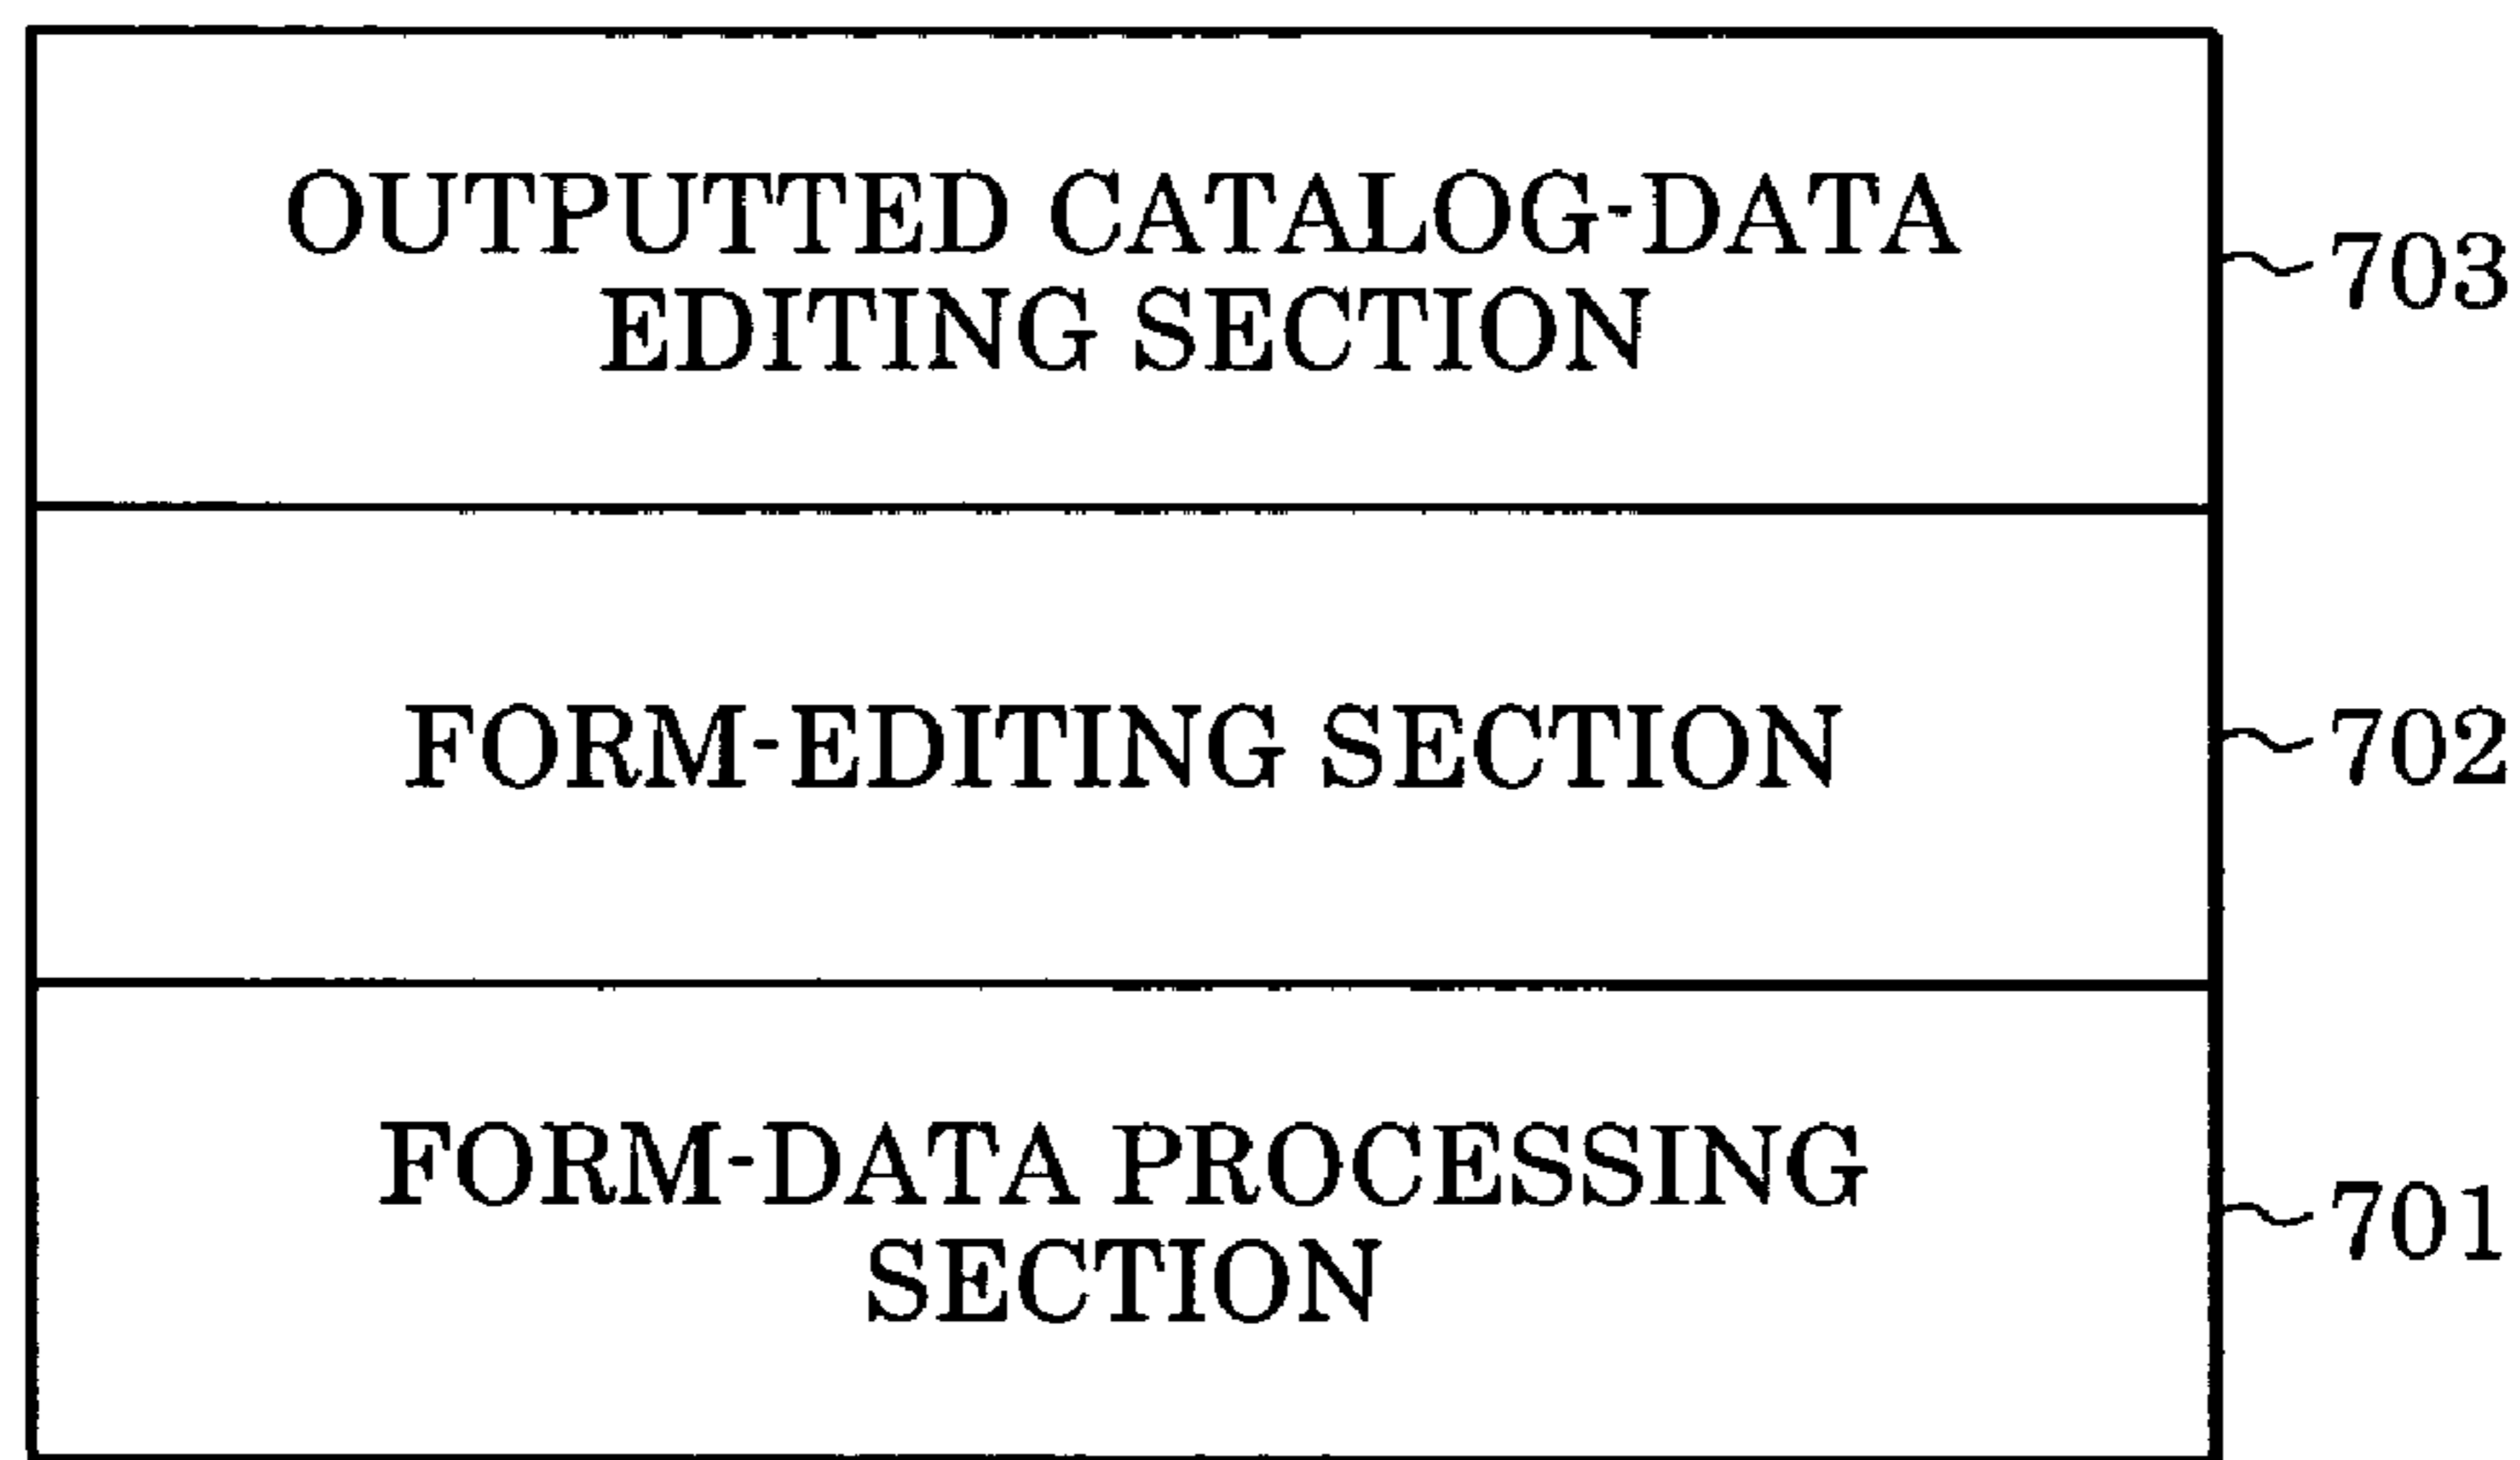 OUTPUTTED CATALOG-DATA
EDITING SECTION
703
FORM-EDITING SECTION
702
FORM-DATA PROCESSING
SECTION
701